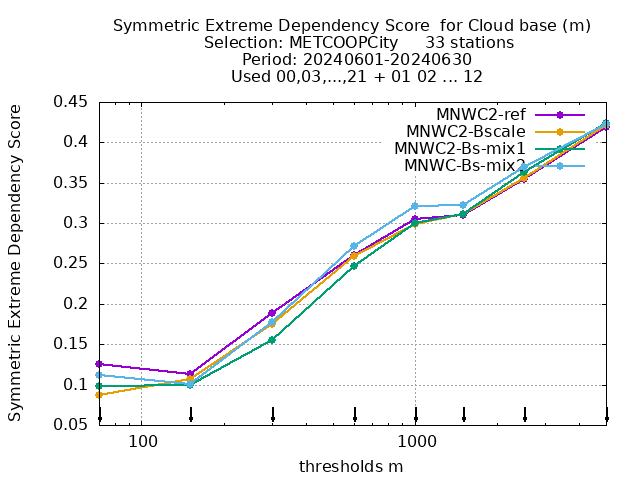 Symmetric Extreme Dependency Score  for Cloud base (m)
Selection: METCOOPCity     33 stations
Period: 20240601-20240630
Used 00,03,...,21 + 01 02 ... 12
Symmetric Extreme Dependency Score
0.45
0.4
0.35
0.3
0.25
0.2
0.15
0.1
0.05
MNWC2-ref
MNWC2-Bscale
MNWC2-Bs-mix1
MNWC-Bs-mix2
100 1000
thresholds m